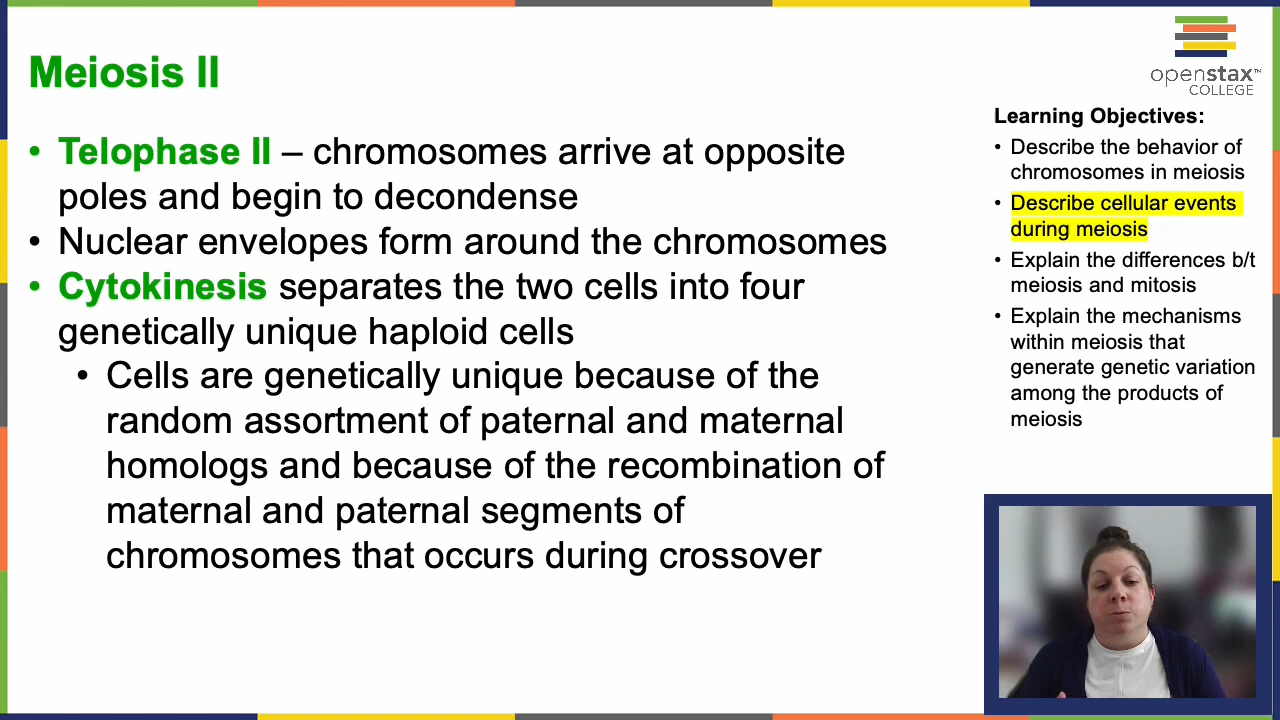 Meiosis II
• Telophase II – chromosomes arrive at opposite
poles and begin to decondense
• Nuclear envelopes form around the chromosomes
• Cytokinesis separates the two cells into four
genetically unique haploid cells
• Cells are genetically unique because of the
random assortment of paternal and maternal
homologs and because of the recombination of
maternal and paternal segments of
chromosomes that occurs during crossover
openstax™
COLLEGE
Learning Objectives:
• Describe the behavior of
chromosomes in meiosis
• Describe cellular events
during meiosis
• Explain the differences b/t
meiosis and mitosis
• Explain the mechanisms
within meiosis that
generate genetic variation
among the products of
meiosis